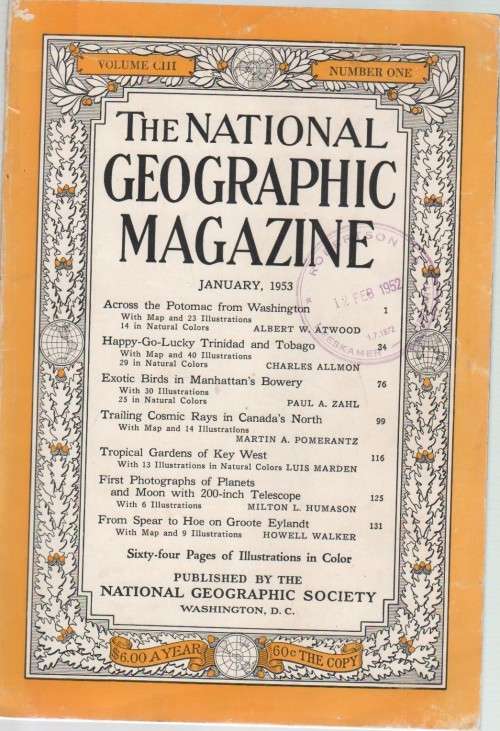 VOLUME CIII
NUMBER ONE
THE NATIONAL
GEOGRAPHIC
MAGAZINE
JANUARY, 1953
ROBERTSON
12 FEB 1952
1.7.1972
LESKAMER
Across the Potomac from Washington 1
With Map and 23 Illustrations
14 in Natural Colors ALBERT W. ATWOOD
Happy-Go-Lucky Trinidad and Tobago 34
With Map and 40 Illustrations
29 in Natural Colors CHARLES ALLMON
Exotic Birds in Manhattan's Bowery 76
With 30 Illustrations
25 in Natural Colors PAUL A. ZAHL
Trailing Cosmic Rays in Canada's North 99
With Map and 14 Illustrations
MARTIN A. POMERANTZ
Tropical Gardens of Key West 116
With 13 Illustrations in Natural Colors LUIS MARDEN
First Photographs of Planets
and Moon with 200-inch Telescope 125
With 6 Illustrations MILTON L. HUMASON
From Spear to Hoe on Groote Eylandt 131
With Map and 9 Illustrations HOWELL WALKER
Sixty-four Pages of Illustrations in Color
PUBLISHED BY THE
NATIONAL GEOGRAPHIC SOCIETY
WASHINGTON, D. C.
$6.00 A YEAR
60¢ THE COPY